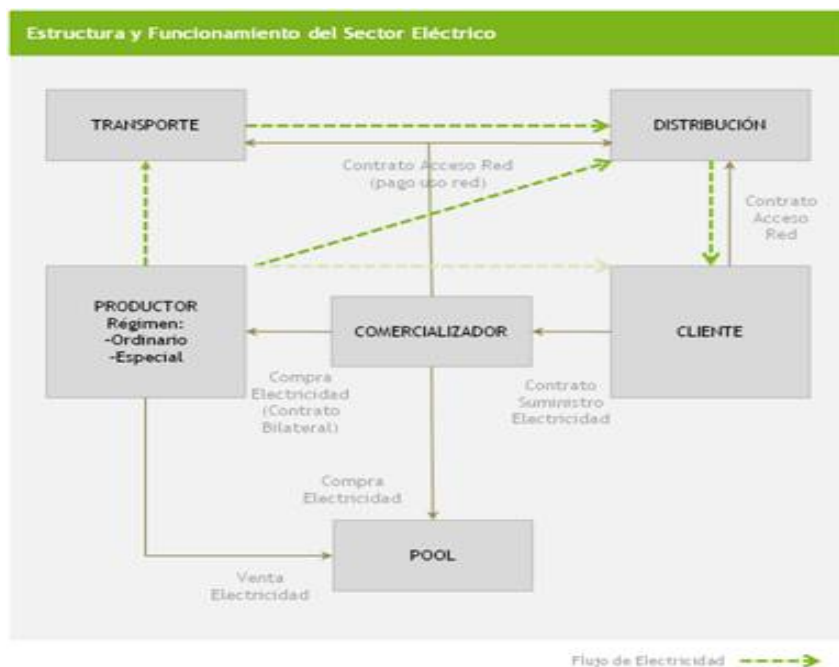 Estructura y Funcionamiento del Sector Eléctrico
TRANSPORTE
DISTRIBUCIÓN
Contrato Acceso Red
(pago uso red)
Contrato
Acceso
Red
PRODUCTOR
Régimen:
-Ordinario
-Especial
COMERCIALIZADOR
CLIENTE
Compra
Electricidad
(Contrato
Bilateral)
Contrato
Suministro
Electricidad
Compra
Electricidad
POOL
Venta
Electricidad
Flujo de Electricidad